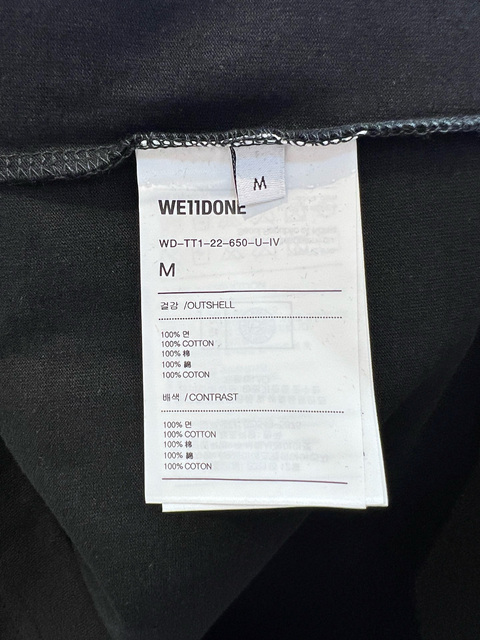 M
WE11DONE
WD-TT1-22-650-U-IV
M
겉감 /OUTSHELL
100% 면
100% COTTON
100% 棉
100% 綿
100% COTON
배색 /CONTRAST
100% 면
100% COTTON
100% 棉
100% 綿
100% COTON